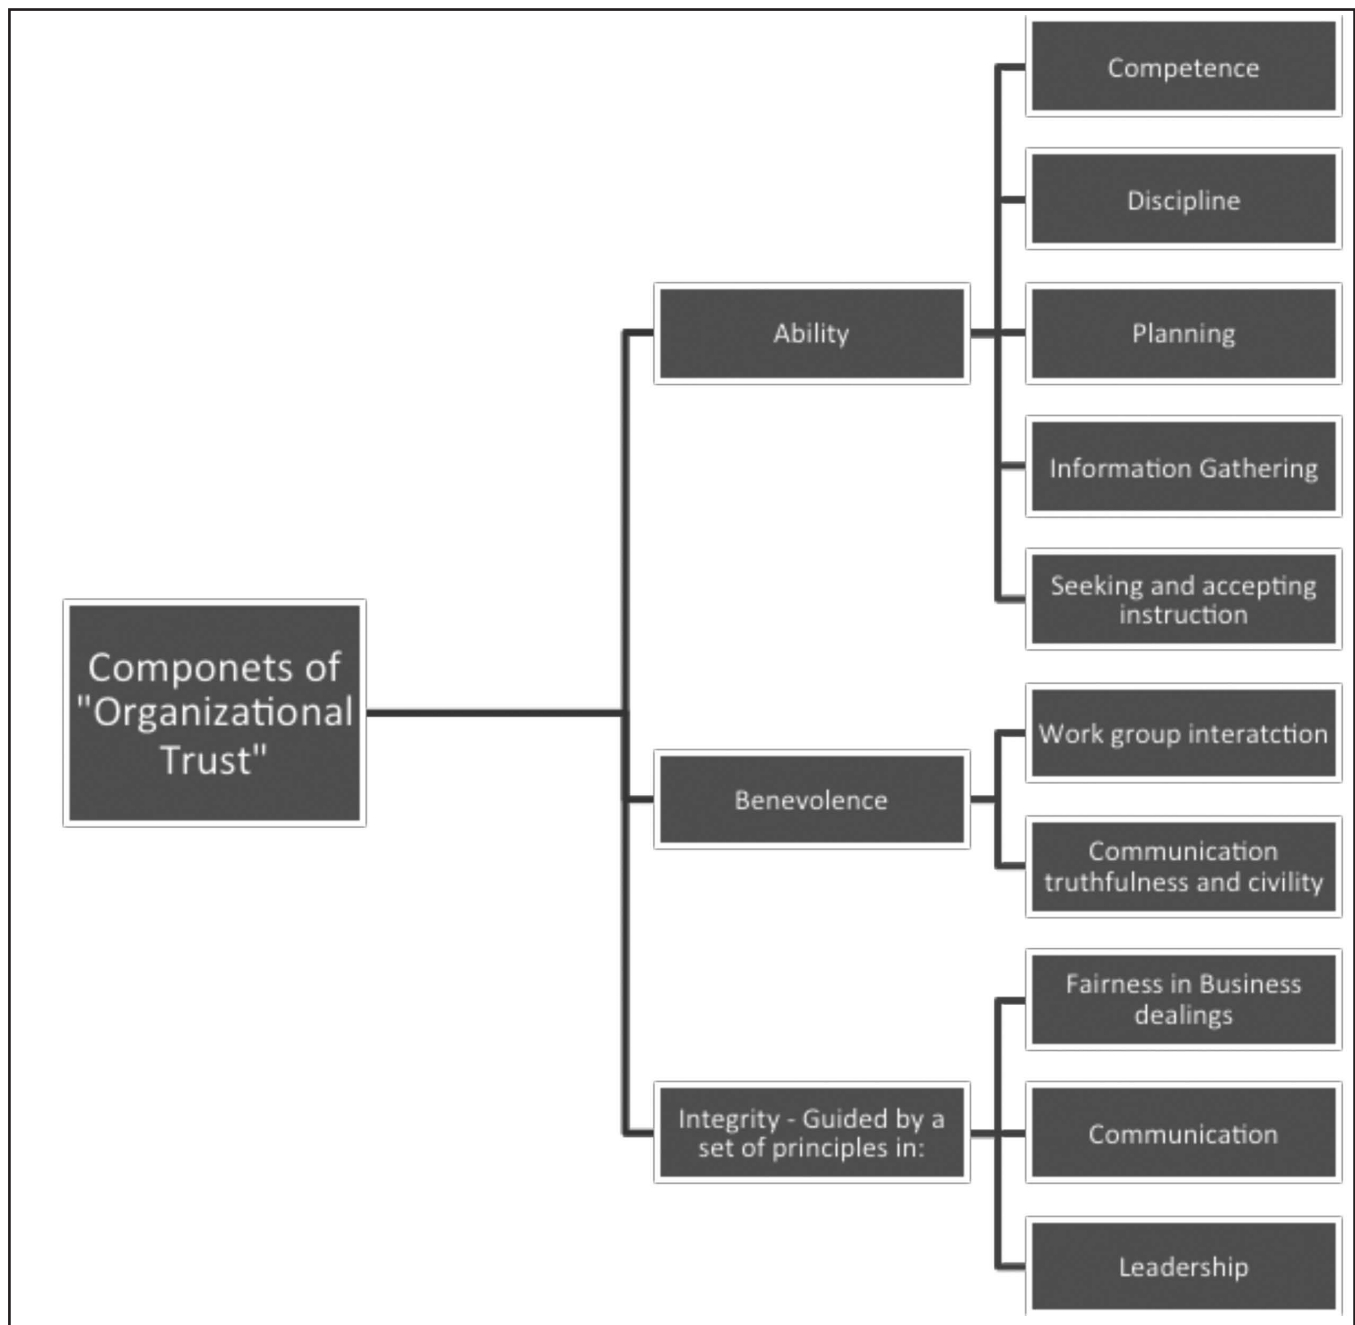 Componets of
"Organizational
Trust"
Ability
Competence
Discipline
Planning
Information Gathering
Seeking and accepting
instruction
Benevolence
Work group interatction
Communication
truthfulness and civility
Integrity - Guided by a
set of principles in:
Fairness in Business
dealings
Communication
Leadership